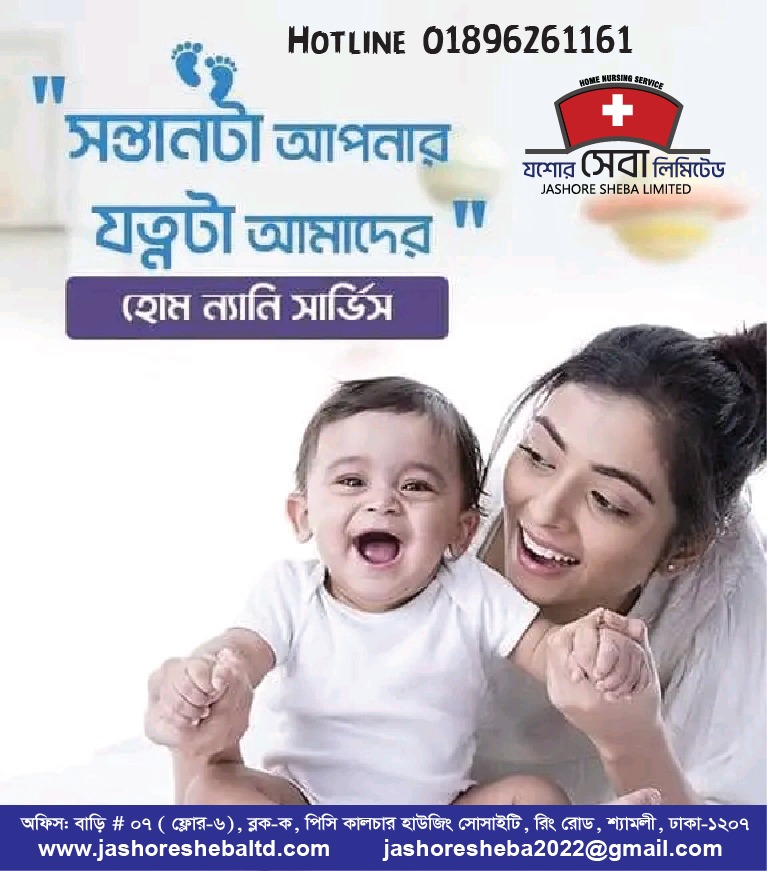 HOTLINE 01896261161
HOME NURSING SERVICE
যশোর সেবা লিমিটেড
JASHORE SHEBA LIMITED
"সন্তানটা আপনার
যত্নটা আমাদের"
হোম ন্যানি সার্ভিস
অফিস: বাড়ি # ০৭ ( ফ্লোর-৬), ব্লক-ক, পিসি কালচার হাউজিং সোসাইটি, রিং রোড, শ্যামলী, ঢাকা-১২০৭
www.jashoreshebaltd.com jashoresheba2022@gmail.com